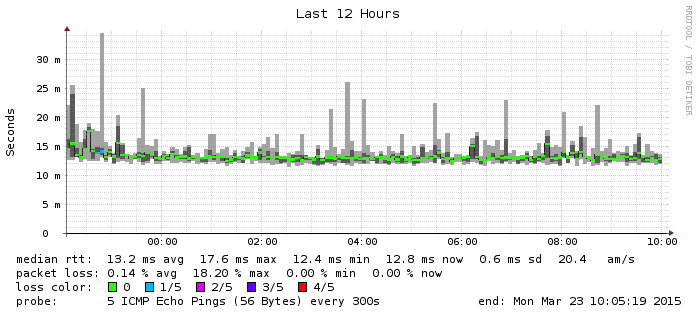 Last 12 Hours
RRDTOOL / TOBI OETIKER
Seconds
30 m
25 m
20 m
15 m
10 m
5 m
0
00:00 02:00 04:00 06:00 08:00 10:00
median rtt: 13.2 ms avg 17.6 ms max 12.4 ms min 12.8 ms now 0.6 ms sd 20.4 am/s
packet loss: 0.14 % avg 18.20 % max 0.00 % min 0.00 % now
loss color: 0 1/5 2/5 3/5 4/5
probe: 5 ICMP Echo Pings (56 Bytes) every 300s end: Mon Mar 23 10:05:19 2015